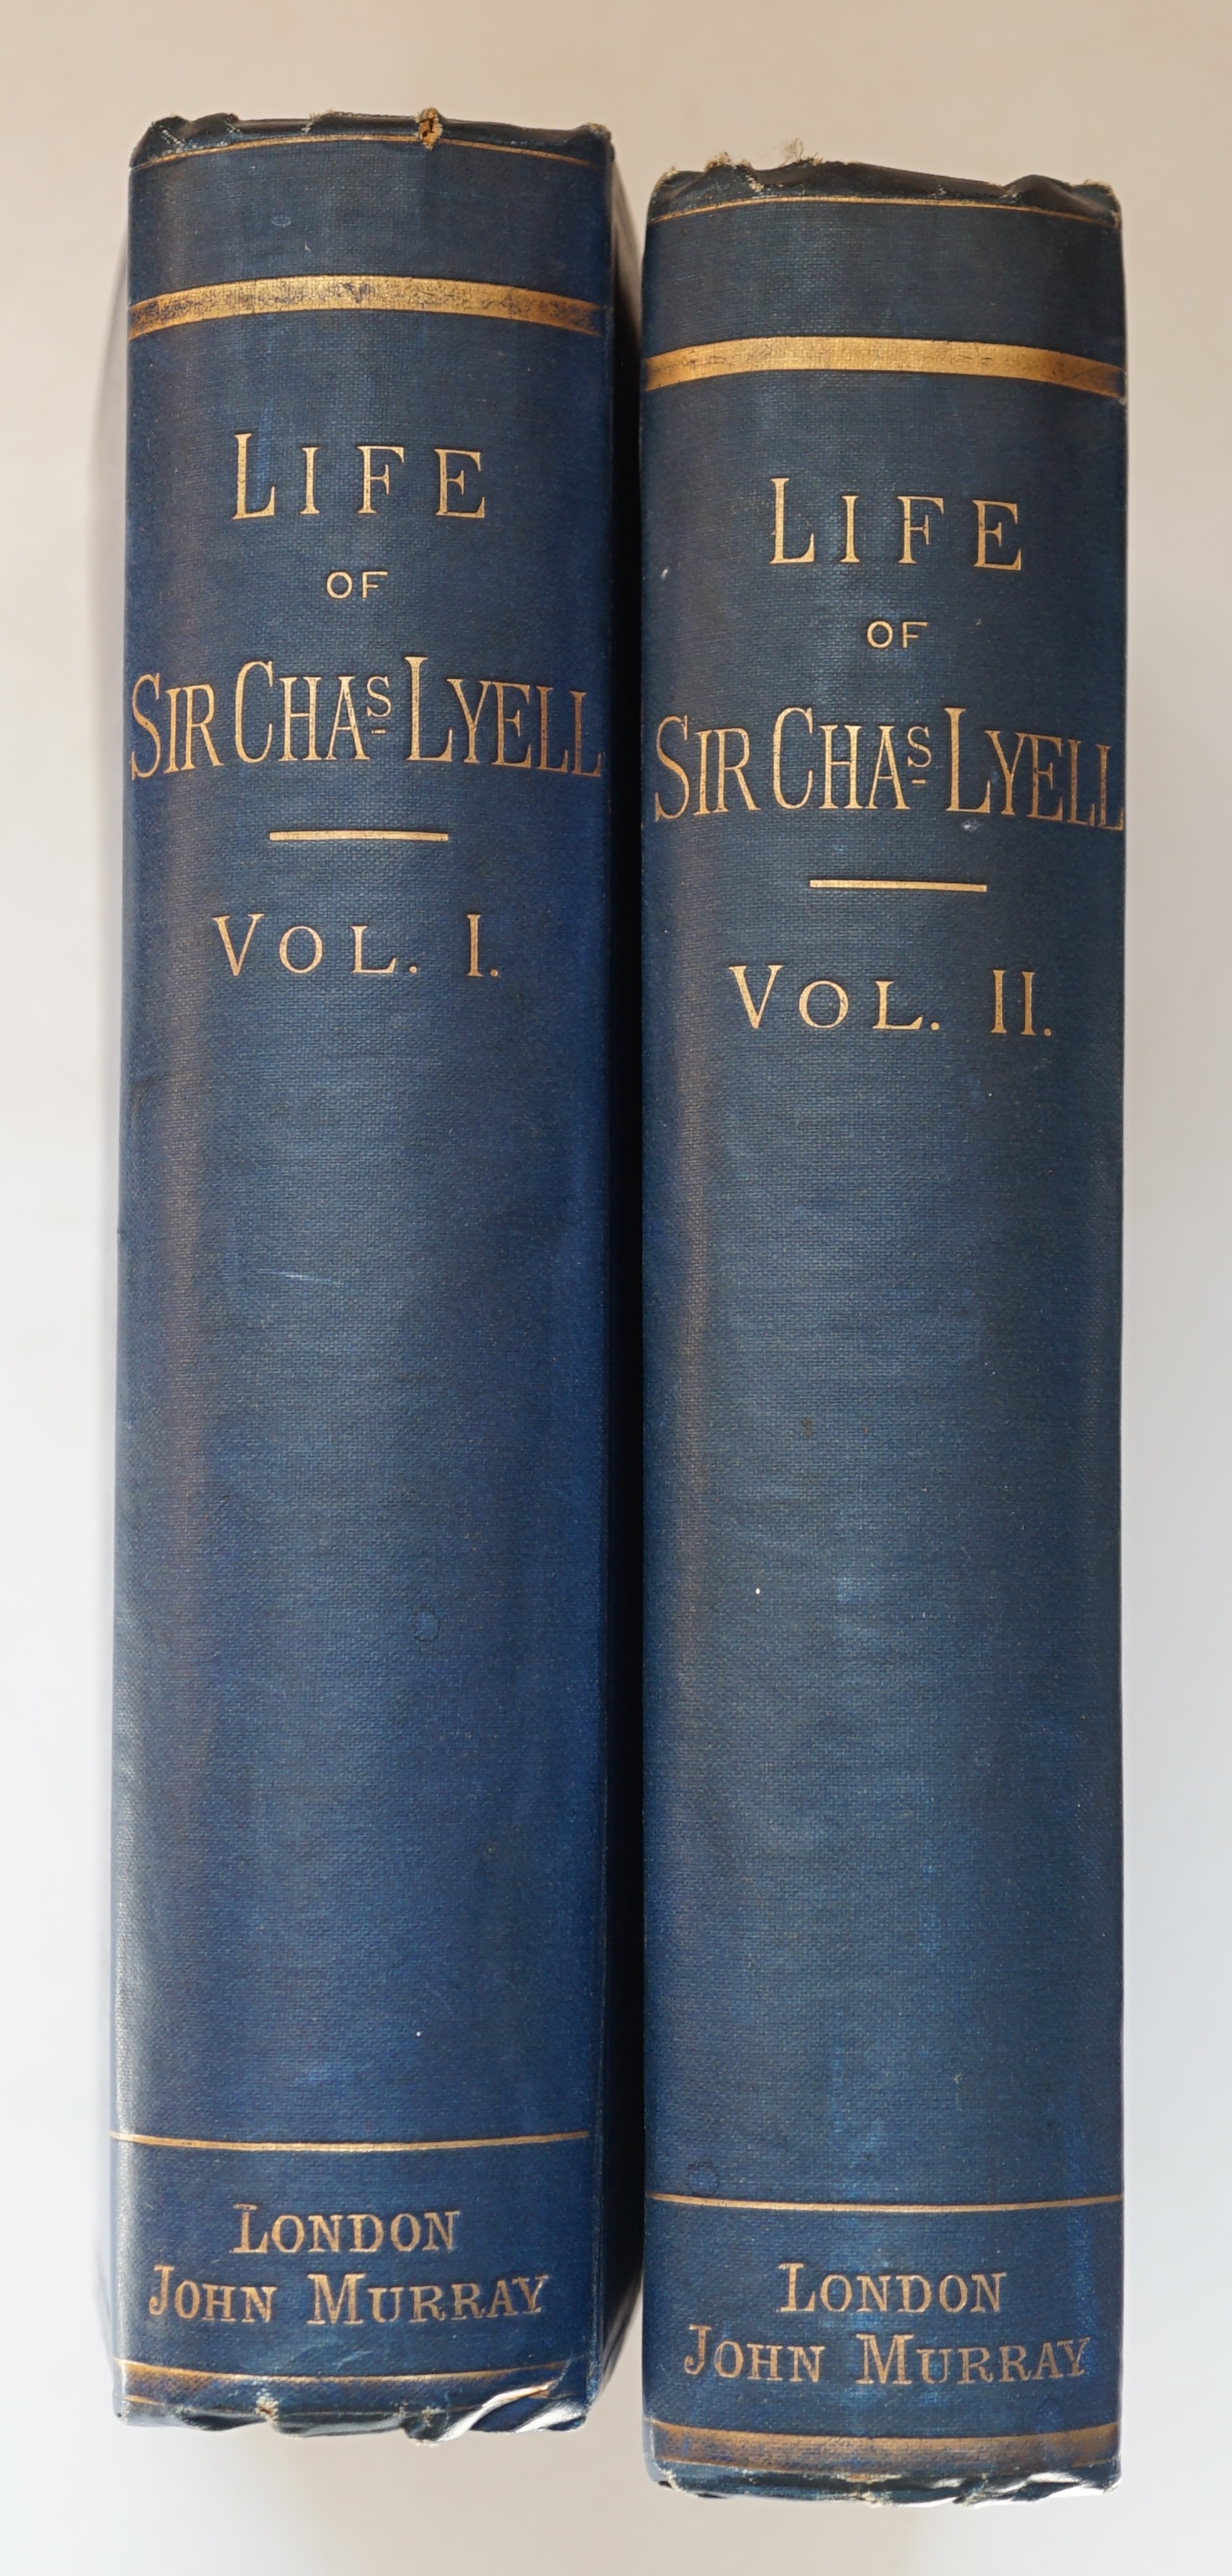 LIFE
OF
SIR CHAS LYELL
VOL. I.
LONDON
JOHN MURRAY
LIFE
OF
SIR CHAS LYELL
VOL. II.
LONDON
JOHN MURRAY